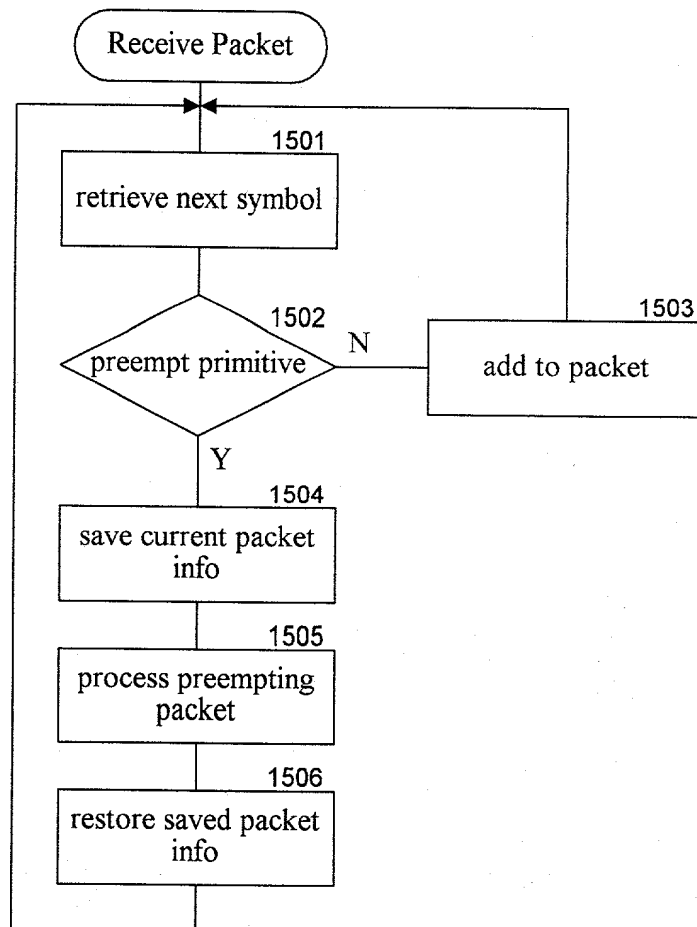 Receive Packet
1501
retrieve next symbol
1502
preempt primitive
N
1503
add to packet
Y
1504
save current packet
info
1505
process preempting
packet
1506
restore saved packet
info